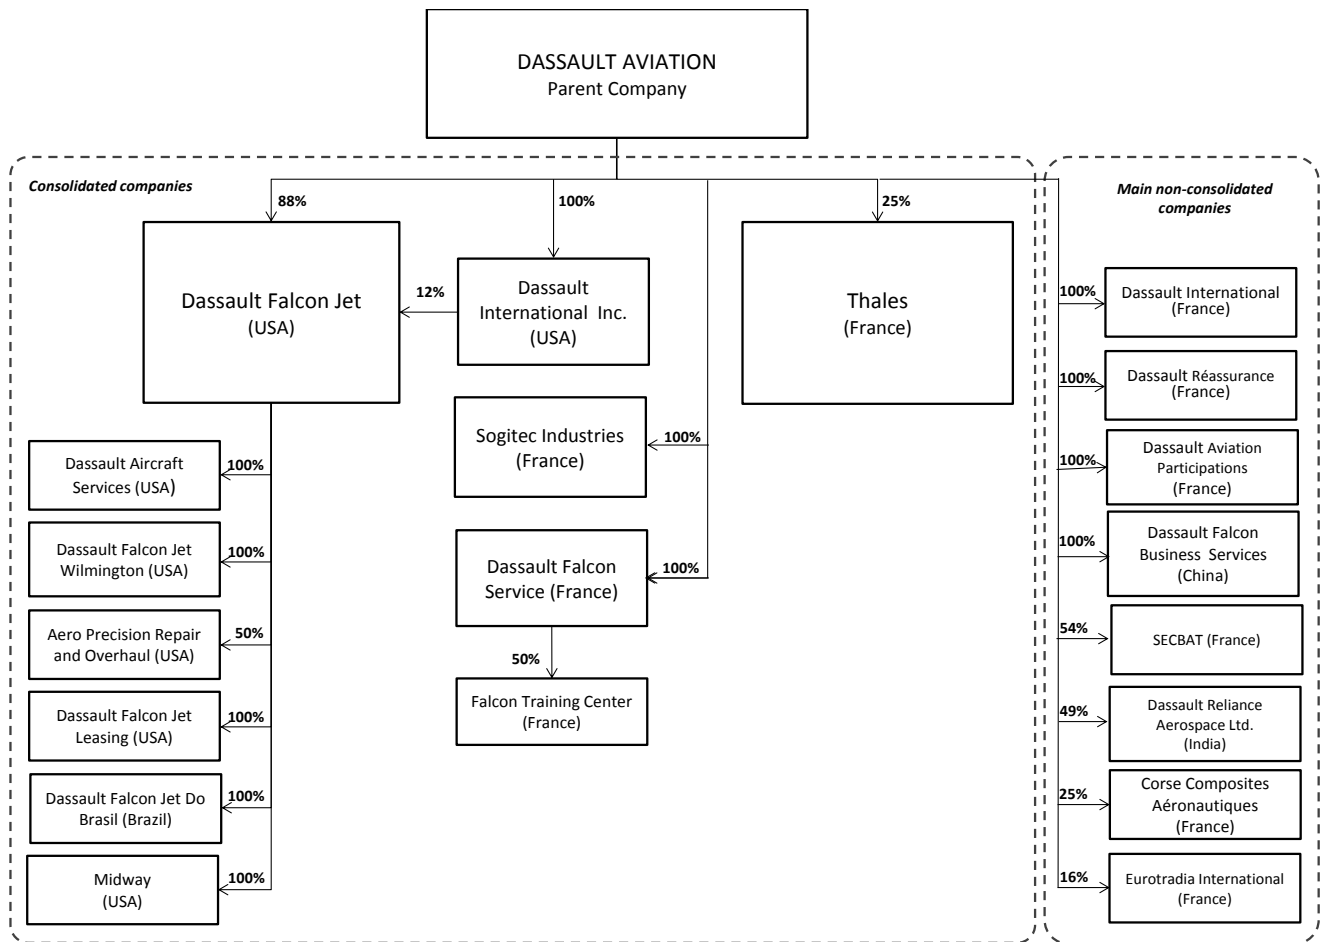 DASSAULT AVIATION
Parent Company
Consolidated companies
Main non-consolidated
companies
88%
100%
25%
Dassault Falcon Jet
(USA)
12%
Dassault
International Inc.
(USA)
Thales
(France)
Sogitec Industries
(France)
100%
Dassault Falcon
Service (France)
100%
50%
Falcon Training Center
(France)
Dassault Aircraft
Services (USA)
100%
Dassault Falcon Jet
Wilmington (USA)
100%
Aero Precision Repair
and Overhaul (USA)
50%
Dassault Falcon Jet
Leasing (USA)
100%
Dassault Falcon Jet Do
Brasil (Brazil)
100%
Midway
(USA)
100%
100%
Dassault International
(France)
100%
Dassault Réassurance
(France)
100%
Dassault Aviation
Participations
(France)
100%
Dassault Falcon
Business Services
(China)
54%
SECBAT (France)
49%
Dassault Reliance
Aerospace Ltd.
(India)
25%
Corse Composites
Aéronautiques
(France)
16%
Eurotradia International
(France)